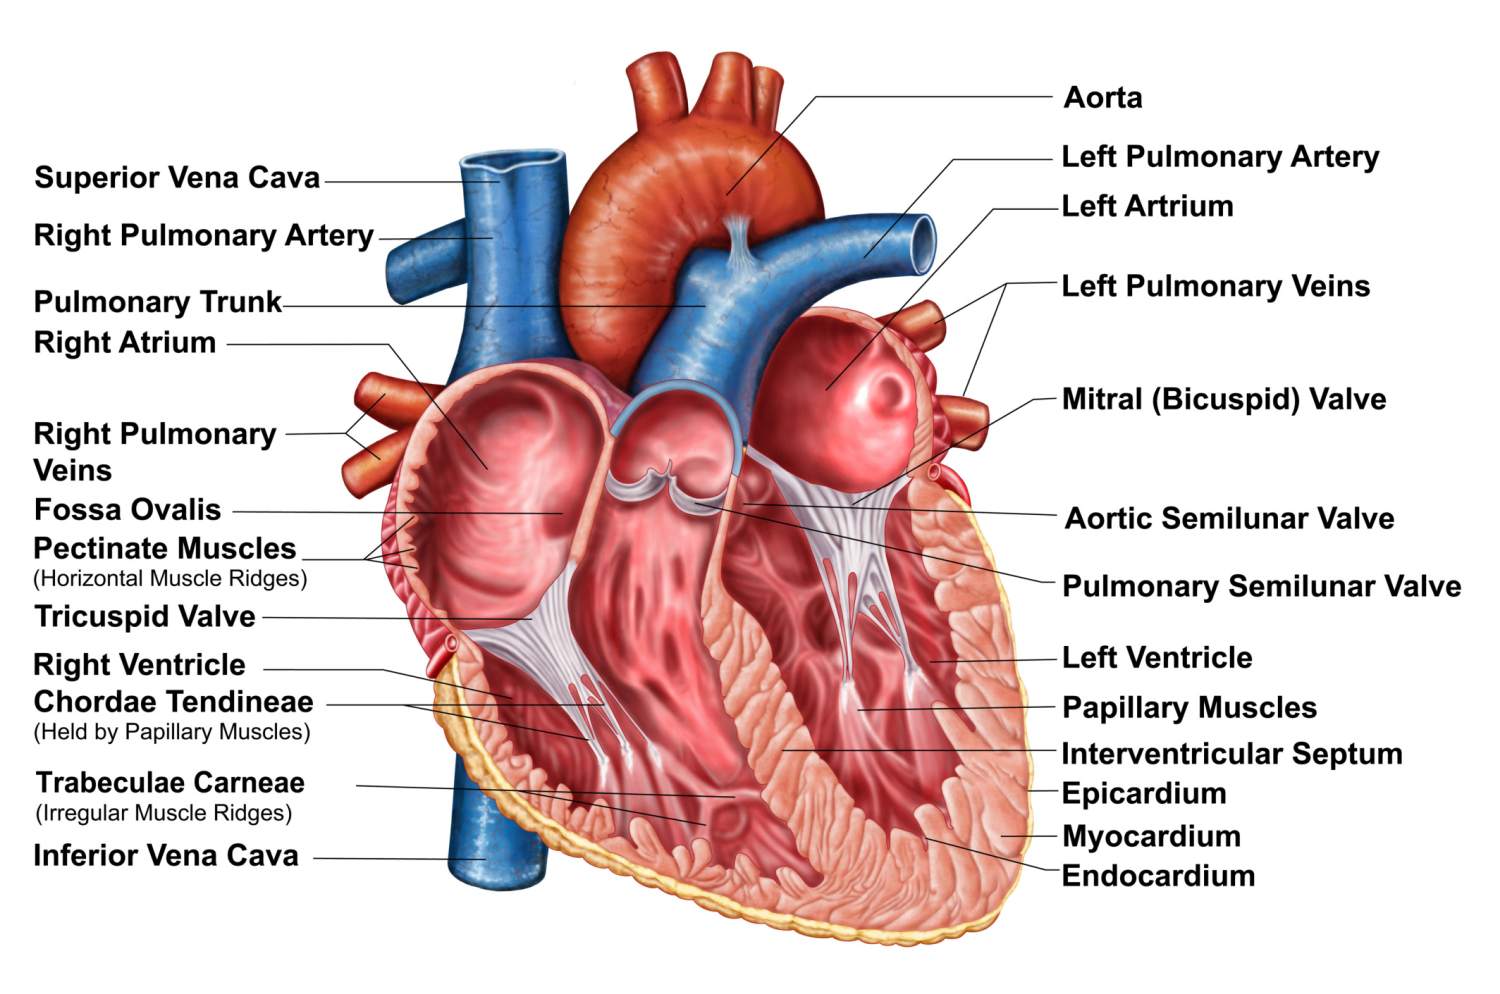 Superior Vena Cava
Right Pulmonary Artery
Pulmonary Trunk
Right Atrium
Right Pulmonary
Veins
Fossa Ovalis
Pectinate Muscles
(Horizontal Muscle Ridges)
Tricuspid Valve
Right Ventricle
Chordae Tendineae
(Held by Papillary Muscles)
Trabeculae Carneae
(Irregular Muscle Ridges)
Inferior Vena Cava
Aorta
Left Pulmonary Artery
Left Artrium
Left Pulmonary Veins
Mitral (Bicuspid) Valve
Aortic Semilunar Valve
Pulmonary Semilunar Valve
Left Ventricle
Papillary Muscles
Interventricular Septum
Epicardium
Myocardium
Endocardium